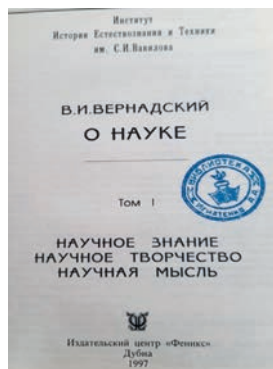 Институт
Истории Естествознания и Техники
им. С.И.Вавилова
В.И.ВЕРНАДСКИЙ
О НАУКЕ
Том I
БИБЛИОТЕКА
НАУЧНОЕ ЗНАНИЕ
НАУЧНОЕ ТВОРЧЕСТВО
НАУЧНАЯ МЫСЛЬ
Издательский центр «Феникс»
Дубна
1997